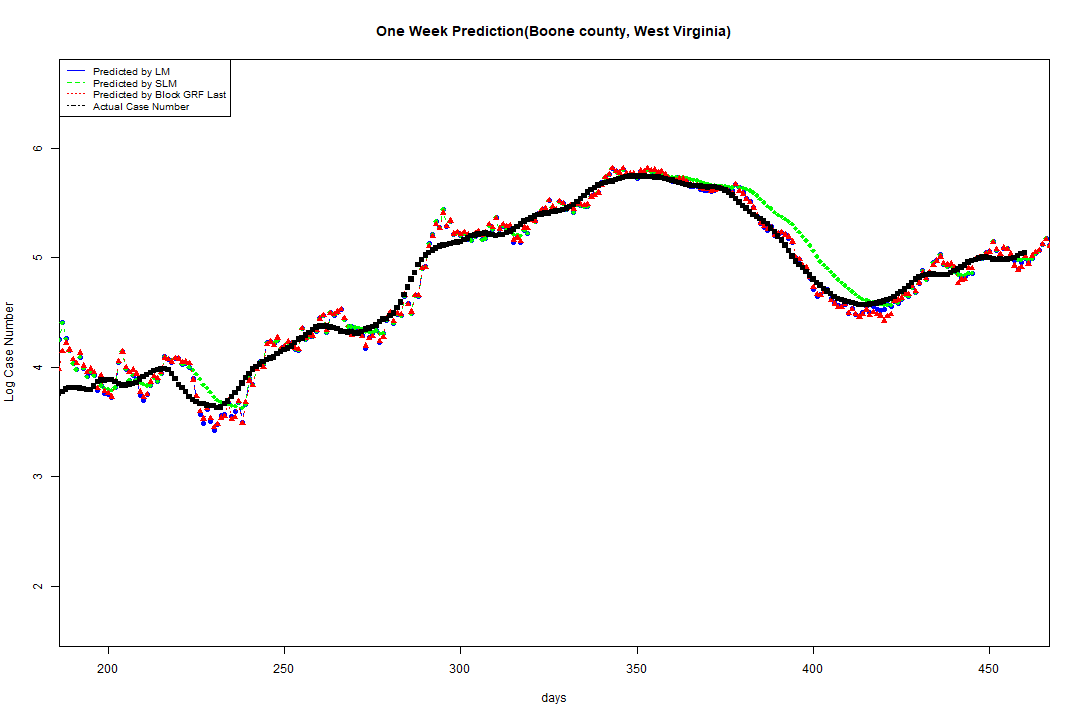 One Week Prediction(Boone county, West Virginia)
Predicted by LM
Predicted by SLM
Predicted by Block GRF Last
Actual Case Number
6
5
4
3
2
Log Case Number
200 250 300 350 400 450
days